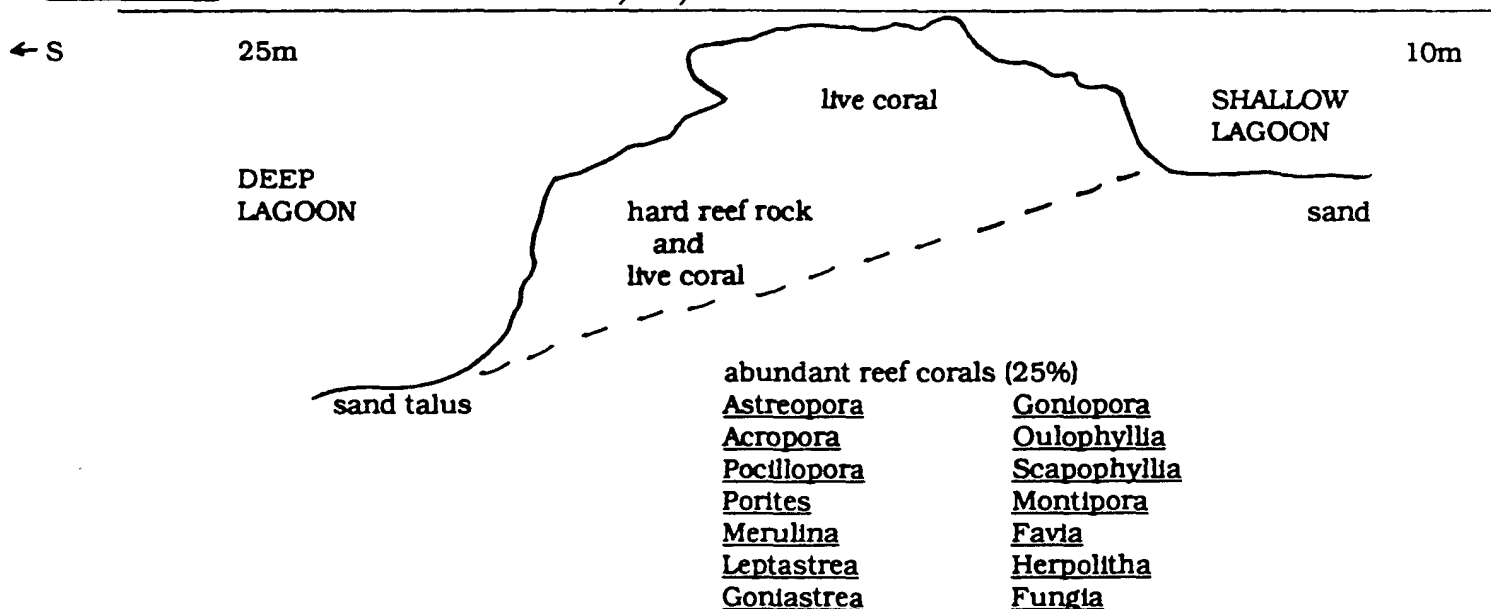 ← S
25m
10m
live coral
SHALLOW
LAGOON
DEEP
LAGOON
hard reef rock
and
live coral
sand
sand talus
abundant reef corals (25%)
Astreopora Goniopora
Acropora Oulophyllia
Pocillopora Scapophyllia
Porites Montipora
Merulina Favia
Leptastrea Herpolitha
Goniastrea Fungia